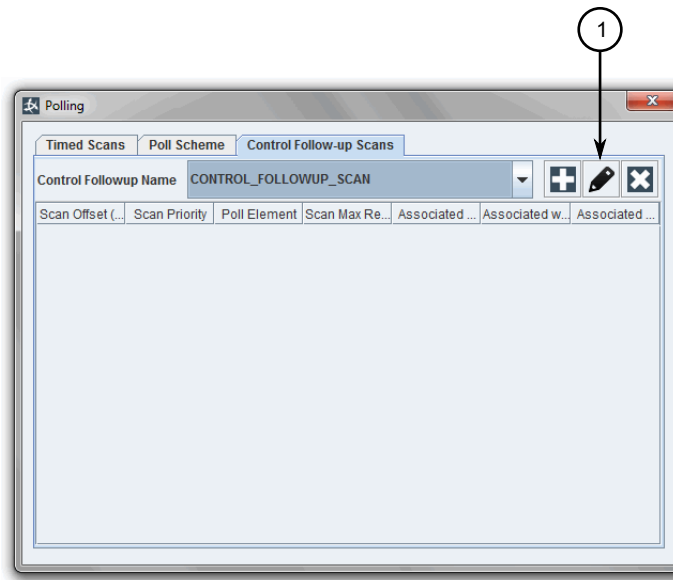 1
Polling
Timed Scans Poll Scheme Control Follow-up Scans
Control Followup Name CONTROL_FOLLOWUP_SCAN
Scan Offset (... Scan Priority Poll Element Scan Max Re... Associated ... Associated w... Associated ...